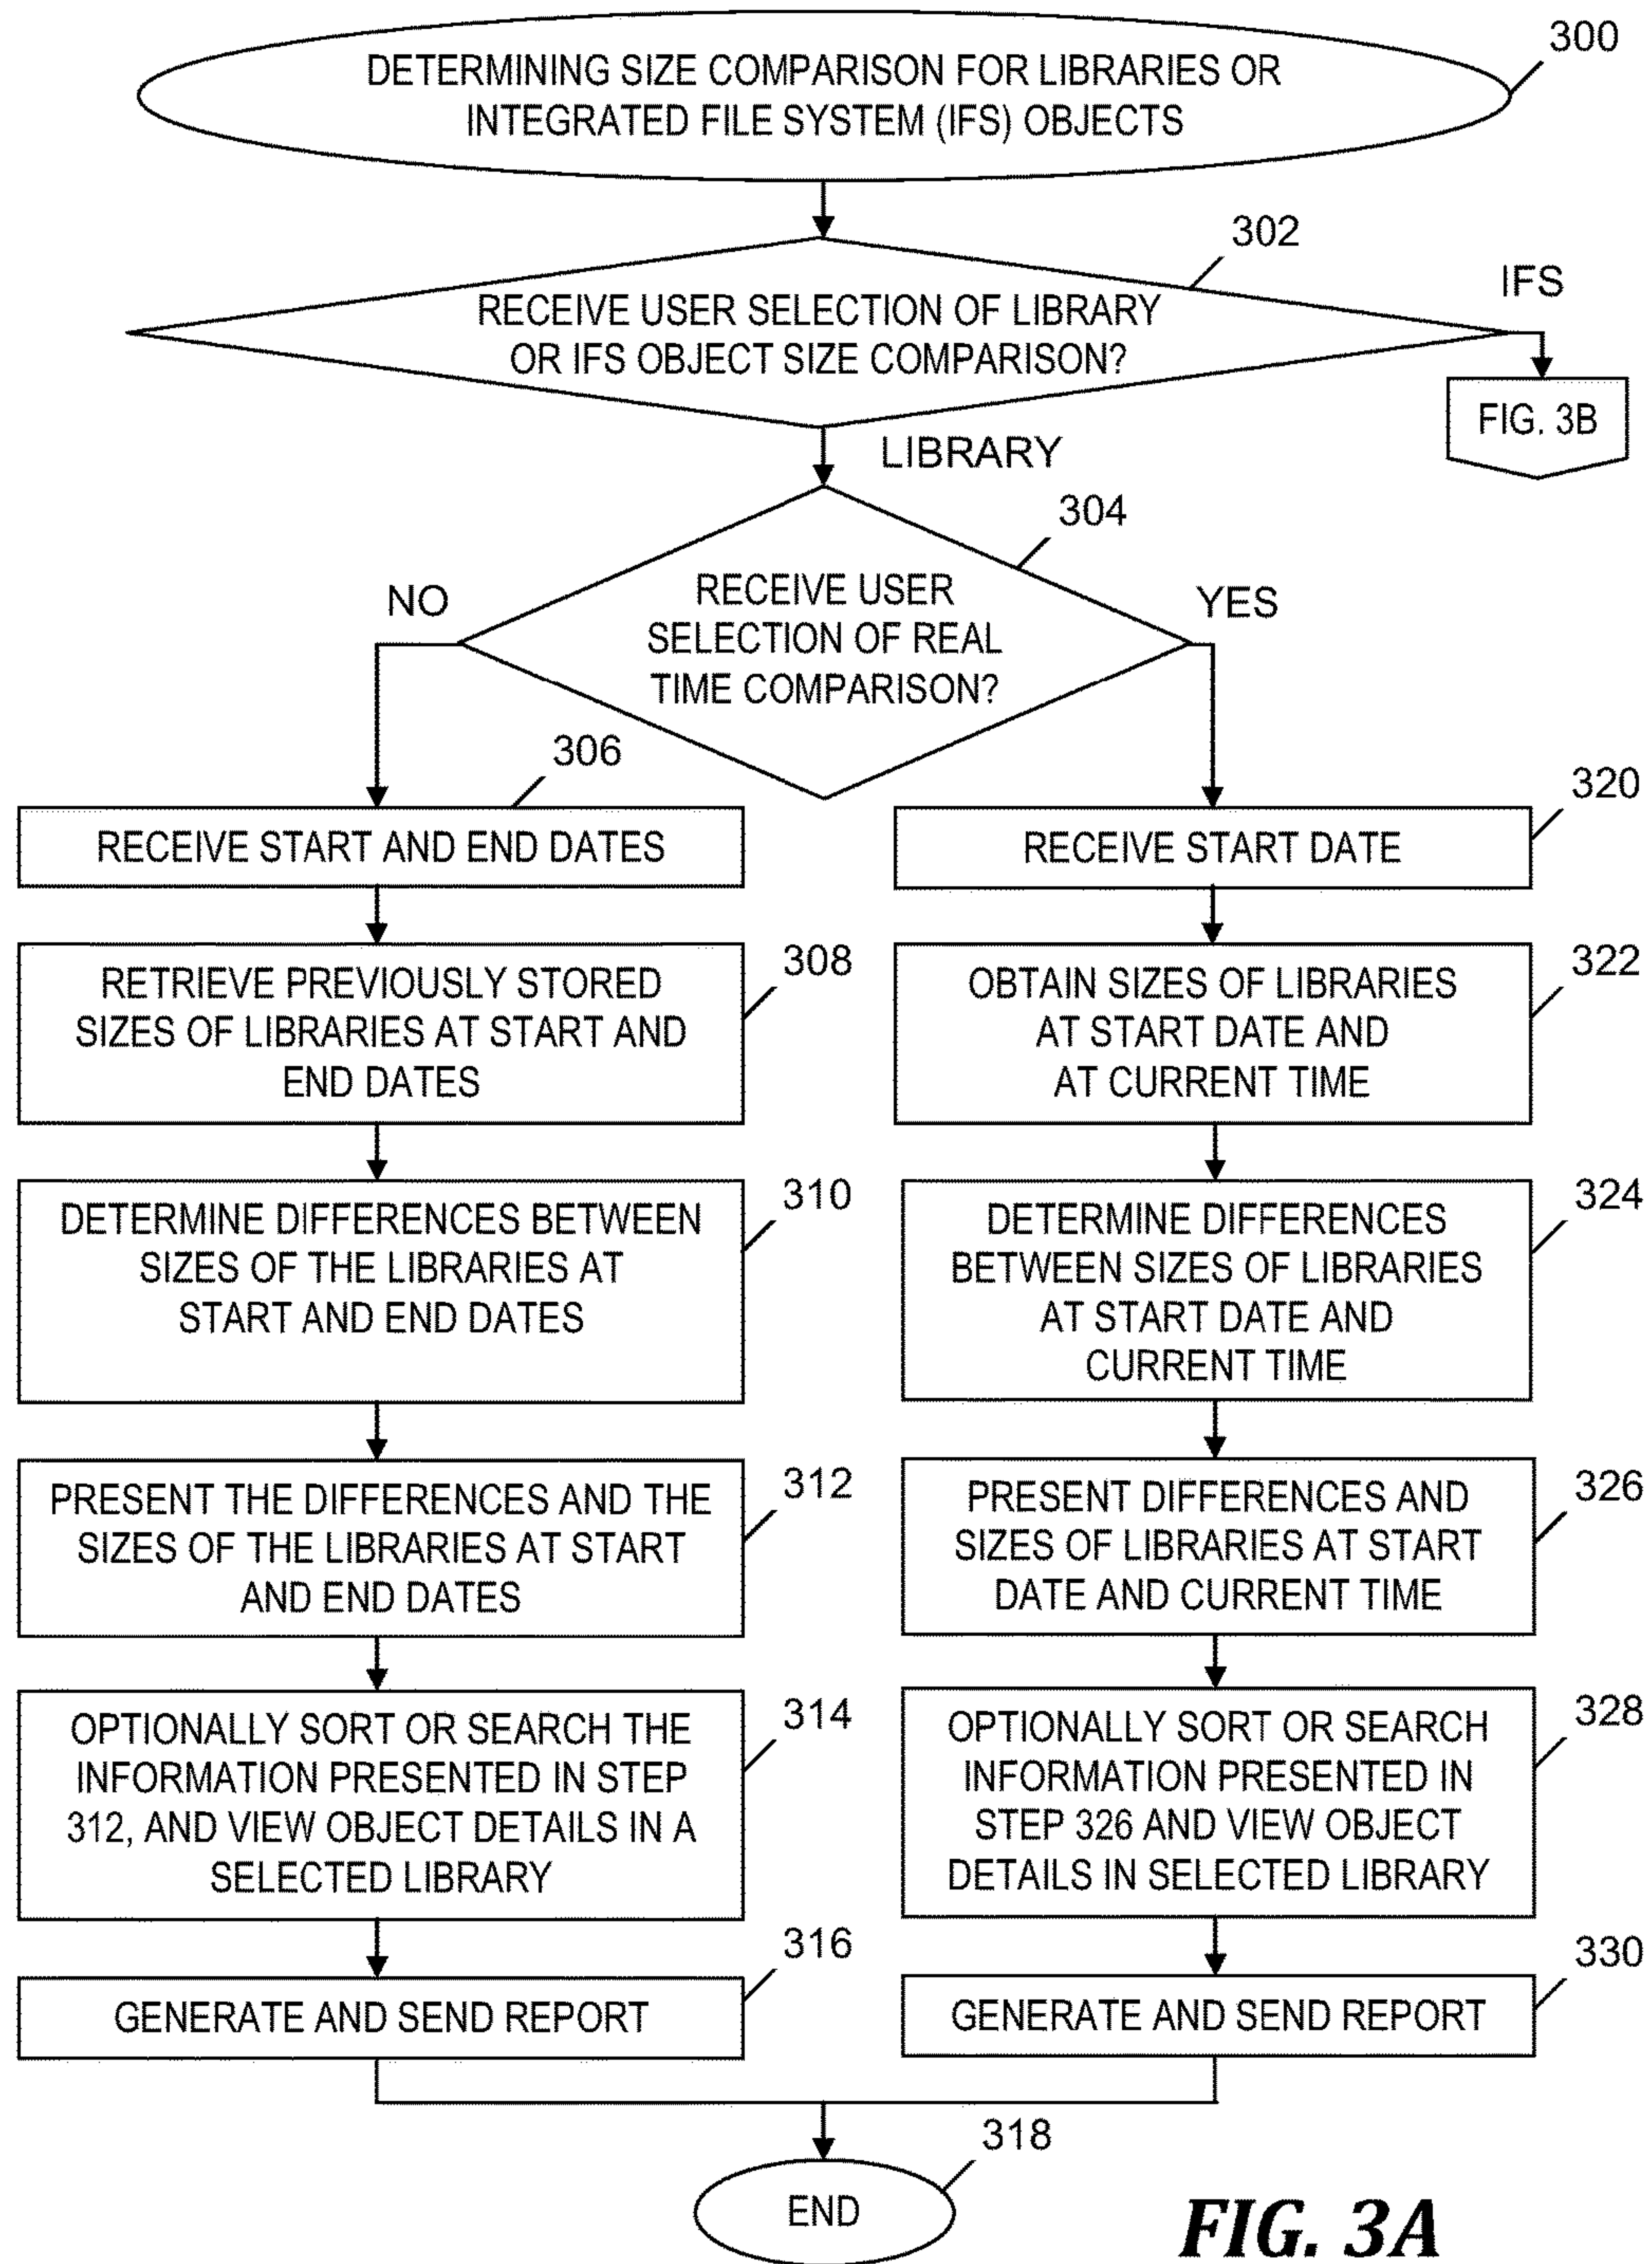 DETERMINING SIZE COMPARISON FOR LIBRARIES OR
INTEGRATED FILE SYSTEM (IFS) OBJECTS
300
RECEIVE USER SELECTION OF LIBRARY
OR IFS OBJECT SIZE COMPARISON?
302
IFS
FIG. 3B
LIBRARY
304
RECEIVE USER
SELECTION OF REAL
TIME COMPARISON?
NO
YES
306
RECEIVE START AND END DATES
308
RETRIEVE PREVIOUSLY STORED
SIZES OF LIBRARIES AT START AND
END DATES
310
DETERMINE DIFFERENCES BETWEEN
SIZES OF THE LIBRARIES AT
START AND END DATES
312
PRESENT THE DIFFERENCES AND THE
SIZES OF THE LIBRARIES AT START
AND END DATES
314
OPTIONALLY SORT OR SEARCH THE
INFORMATION PRESENTED IN STEP
312, AND VIEW OBJECT DETAILS IN A
SELECTED LIBRARY
316
GENERATE AND SEND REPORT
320
RECEIVE START DATE
322
OBTAIN SIZES OF LIBRARIES
AT START DATE AND
AT CURRENT TIME
324
DETERMINE DIFFERENCES
BETWEEN SIZES OF LIBRARIES
AT START DATE AND
CURRENT TIME
326
PRESENT DIFFERENCES AND
SIZES OF LIBRARIES AT START
DATE AND CURRENT TIME
328
OPTIONALLY SORT OR SEARCH
INFORMATION PRESENTED IN
STEP 326 AND VIEW OBJECT
DETAILS IN SELECTED LIBRARY
330
GENERATE AND SEND REPORT
318
END
FIG. 3A